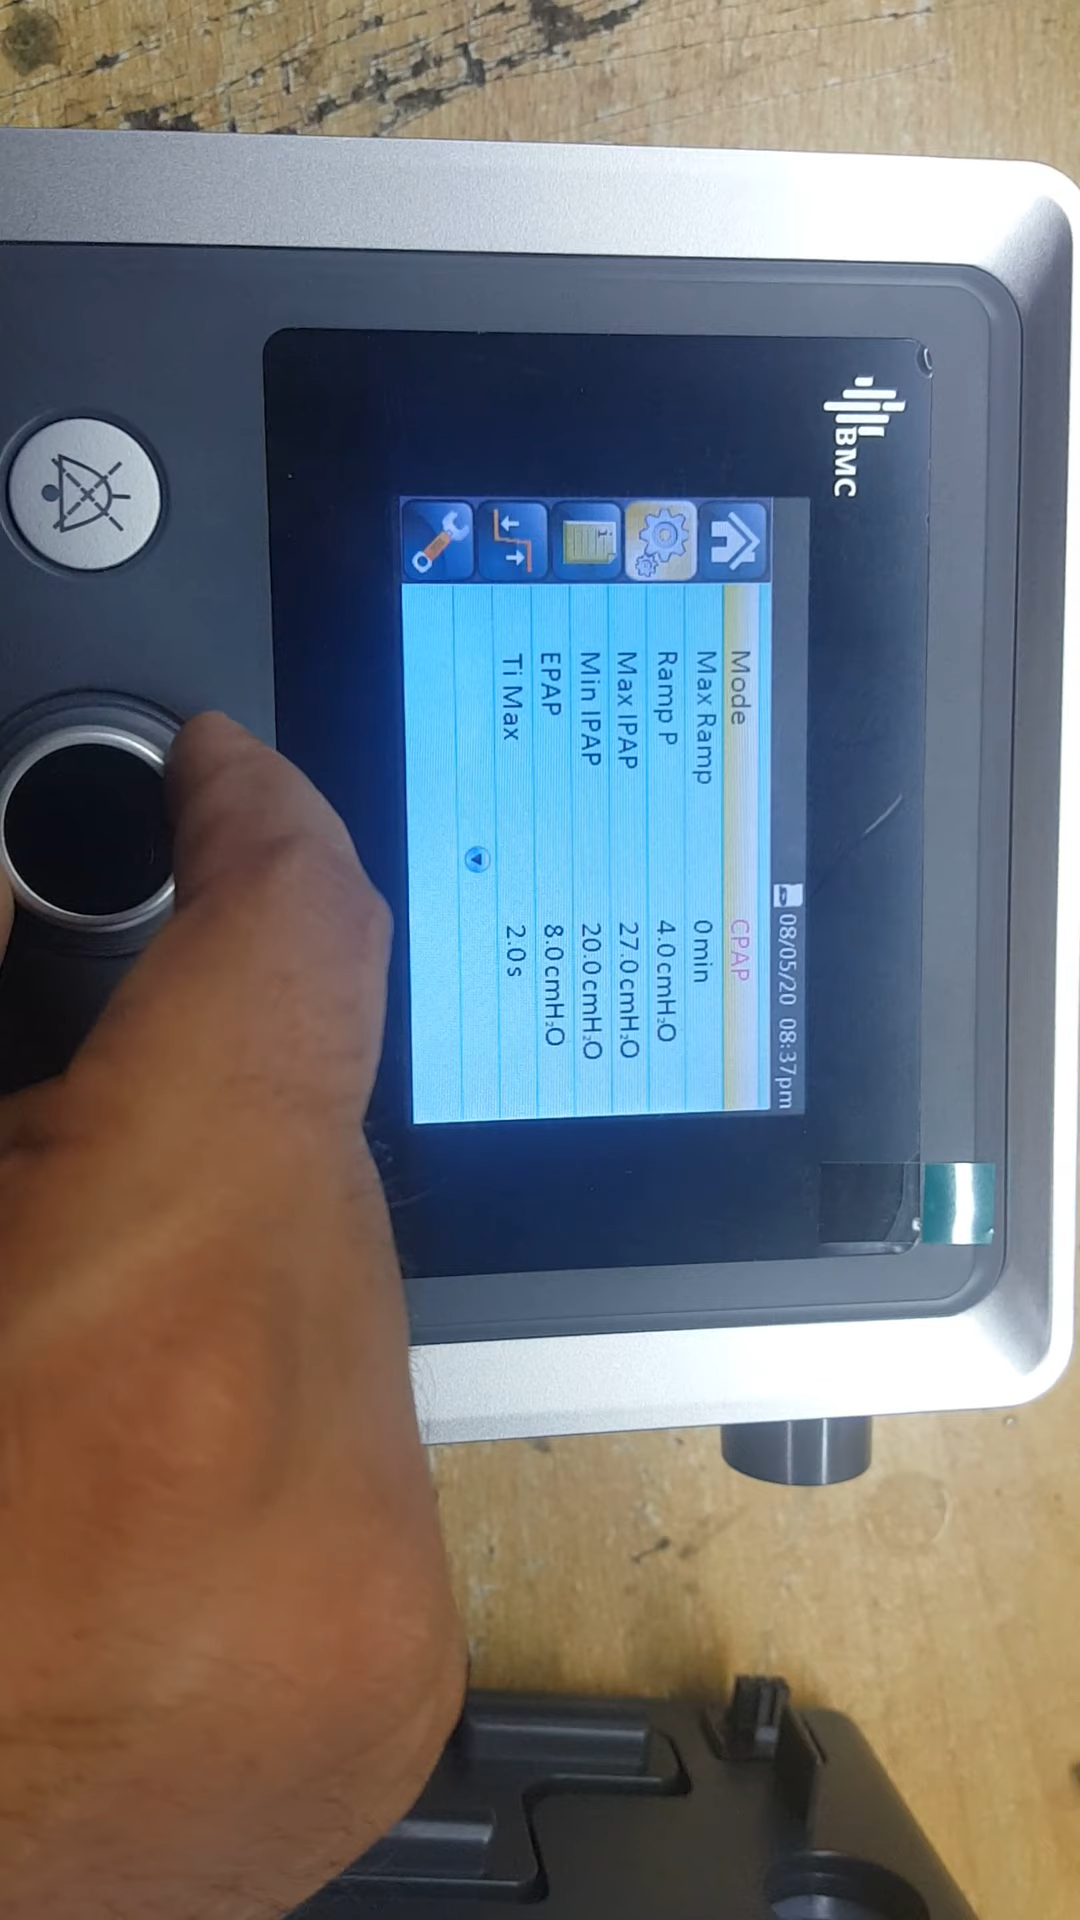 BMC
08/05/20 08:37pm
Mode CPAP
Max Ramp 0min
Ramp P 4.0cmH₂O
Max IPAP 27.0cmH₂O
Min IPAP 20.0cmH₂O
EPAP 8.0cmH₂O
Ti Max 2.0s